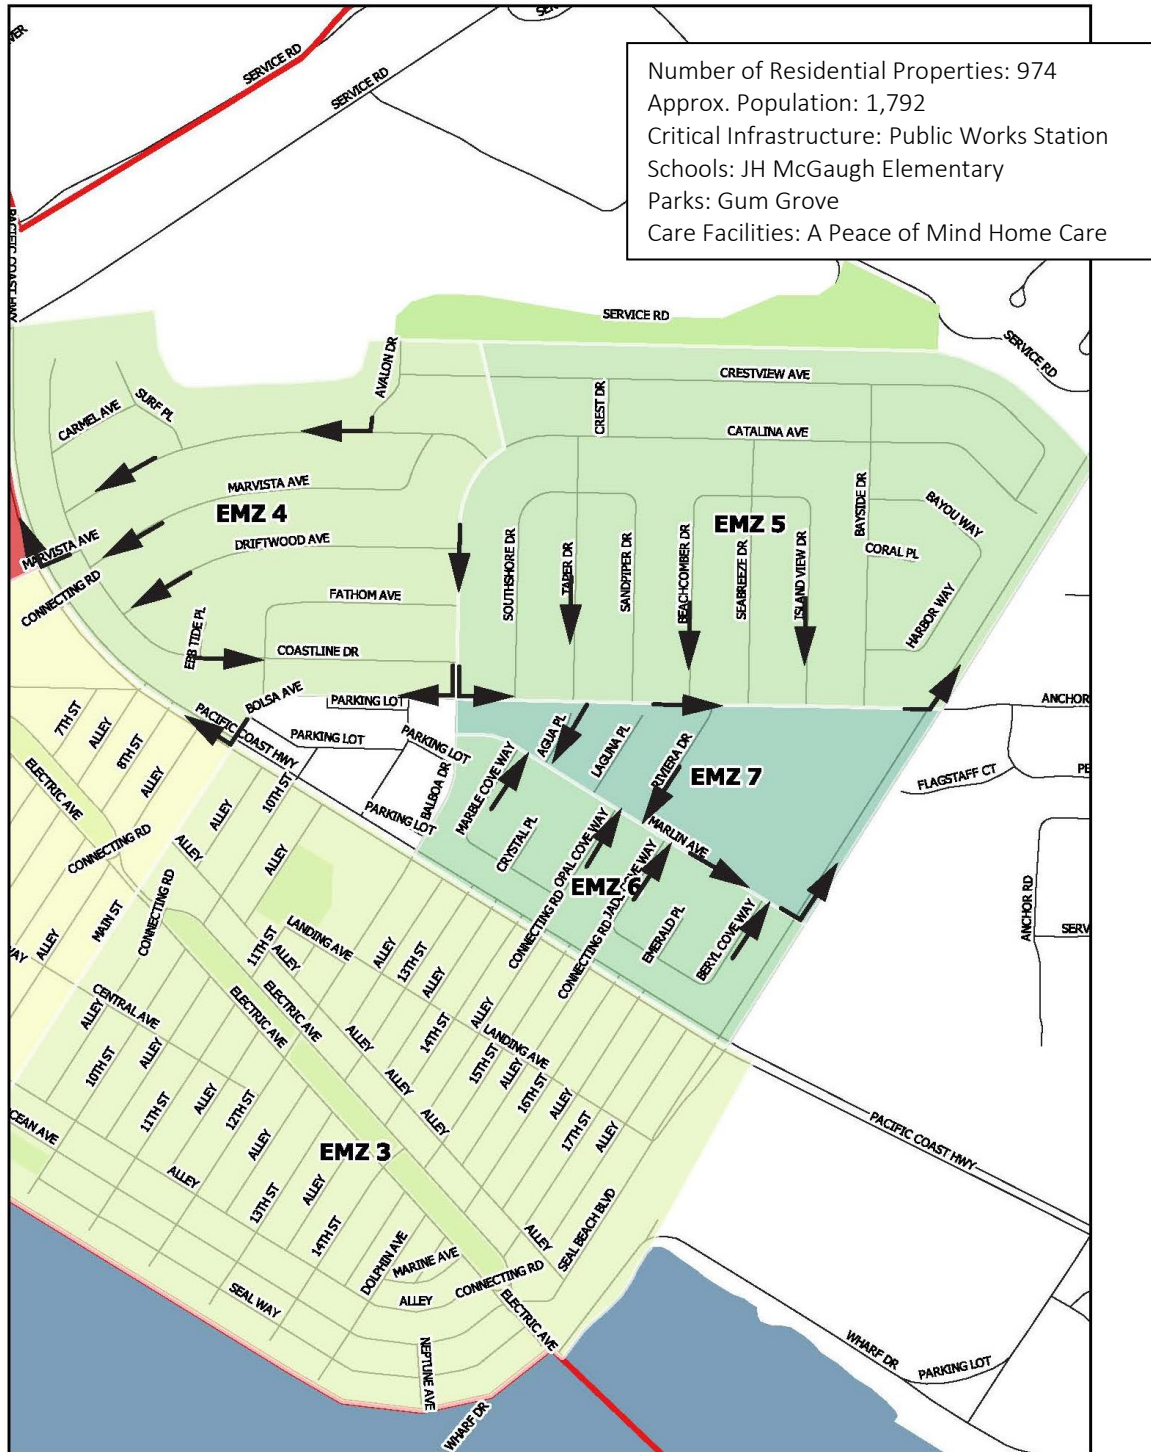 SERVICE RD
SERVICE RD
Number of Residential Properties: 974
Approx. Population: 1,792
Critical Infrastructure: Public Works Station
Schools: JH McGaugh Elementary
Parks: Gum Grove
Care Facilities: A Peace of Mind Home Care
PACIFIC COAST HWY
SERVICE RD
SERVICE RD
AVALON DR
CRESTVIEW AVE
CREST DR
SURF PL
CARMEL AVE
CATALINA AVE
MARVISTA AVE
EMZ 4
DRIFTWOOD AVE
EMZ 5
BAYSIDE DR
BAYOU WAY
CORAL PL
SOUTHSHORE DR
TAPER DR
SANDPIPER DR
BEACHCOMBER DR
SEABREEZE DR
ISLAND VIEW DR
HARBOR WAY
MARVISTA AVE
CONNECTING RD
FATHOM AVE
EBB TIDE PL
COASTLINE DR
BOLSA AVE
PARKING LOT
ANCHOR
7TH ST
ALLEY
8TH ST
ALLEY
PACIFIC COAST HWY
PARKING LOT
PARKING LOT
AGUA PL
LAGUNA PL
RIVIERA DR
EMZ 7
FLAGSTAFF CT
PE
ELECTRIC AVE
10TH ST
ALLEY
BALBOA DR
MARBLE COVE WAY
PARKING LOT
CRYSTAL PL
OPAL COVE WAY
MARLIN AVE
JADE COVE WAY
EMZ 6
CONNECTING RD
ALLEY
ALLEY
CONNECTING RD
MAIN ST
ALLEY
WAY
LANDING AVE
11TH ST
ALLEY
ALLEY
13TH ST
ALLEY
CONNECTING RD
CONNECTING RD
EMERALD PL
BERYL COVE WAY
ANCHOR RD
SERV
CENTRAL AVE
ALLEY
10TH ST
ALLEY
ELECTRIC AVE
ELECTRIC AVE
ALLEY
ALLEY
ALLEY
14TH ST
ALLEY
LANDING AVE
15TH ST
ALLEY
16TH ST
ALLEY
17TH ST
ALLEY
PACIFIC COAST HWY
CEAN AVE
11TH ST
ALLEY
12TH ST
ALLEY
EMZ 3
ALLEY
13TH ST
ALLEY
14TH ST
DOLPHIN AVE
MARINE AVE
ALLEY
CONNECTING RD
ALLEY
SEAL BEACH BLVD
SEAL WAY
ELECTRIC AVE
NEPTUNE AVE
WHARF DR
WHARF DR
PARKING LOT